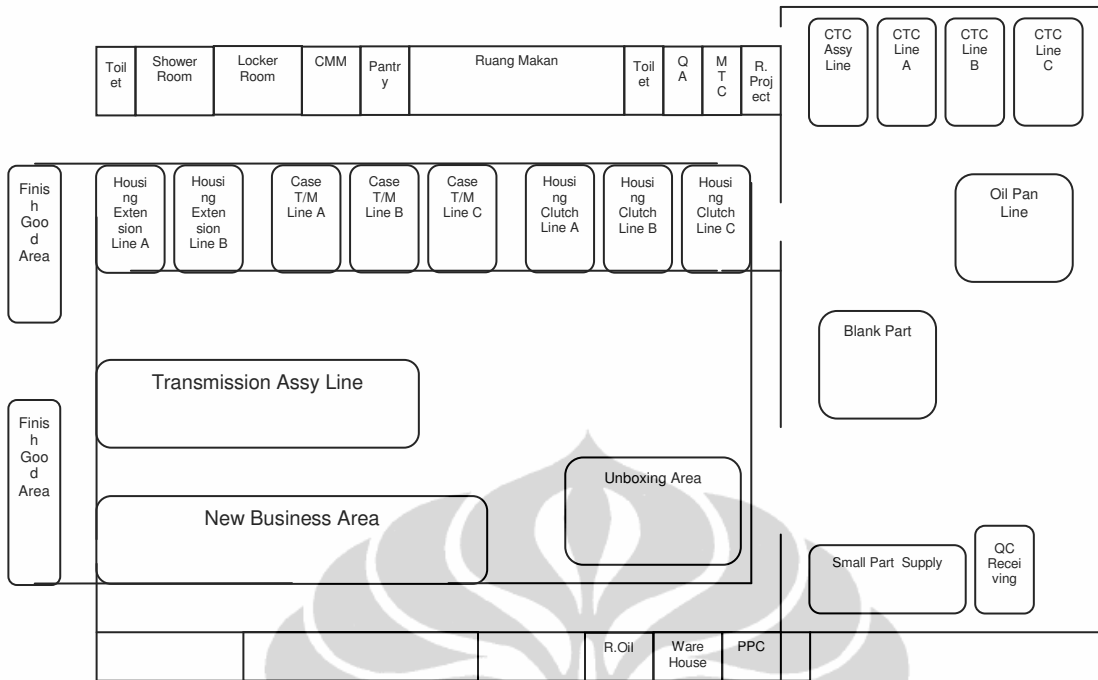 Toil
et
Shower
Room
Locker
Room
CMM
Pantr
y
Ruang Makan
Toil
et
Q
A
M
T
C
R.
Proj
ect
CTC
Assy
Line
CTC
Line
A
CTC
Line
B
CTC
Line
C
Finis
h
Goo
d
Area
Housi
ng
Exten
sion
Line A
Housi
ng
Exten
sion
Line B
Case
T/M
Line A
Case
T/M
Line B
Case
T/M
Line C
Housi
ng
Clutch
Line A
Housi
ng
Clutch
Line B
Housi
ng
Clutch
Line C
Oil Pan
Line
Blank Part
Transmission Assy Line
Finis
h
Goo
d
Area
Unboxing Area
New Business Area
Small Part Supply
QC
Recei
ving
R.Oil
Ware
House
PPC